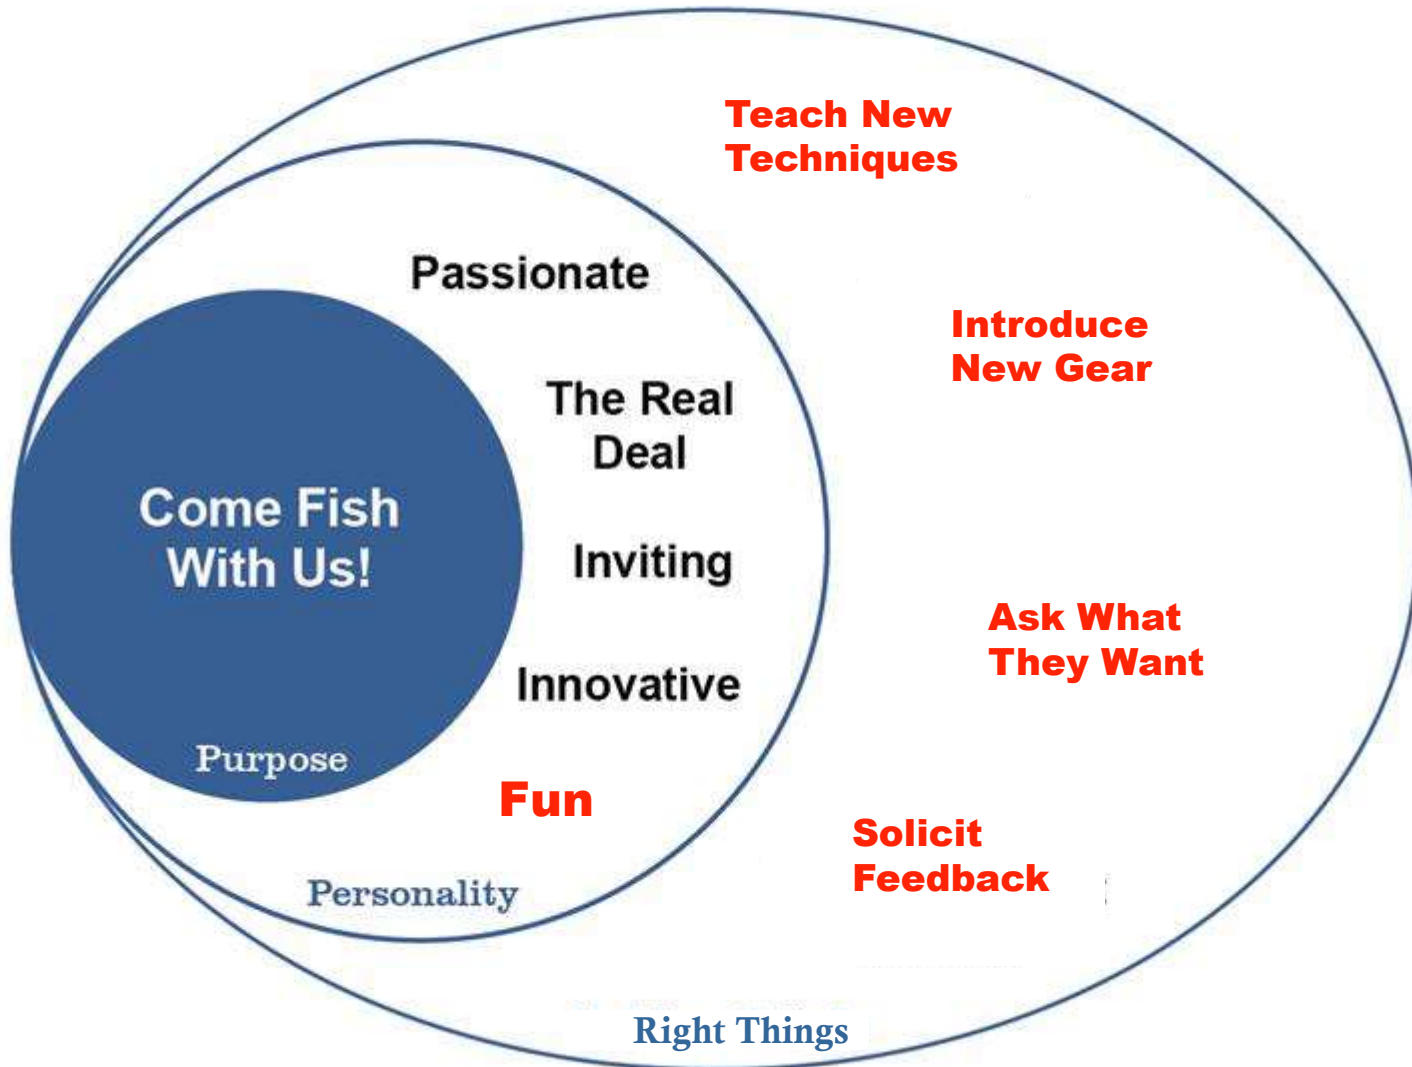 Teach New
Techniques
Passionate
Introduce
New Gear
The Real
Deal
Come Fish
With Us!
Inviting
Ask What
They Want
Innovative
Purpose
Fun
Solicit
Feedback
Personality
Right Things